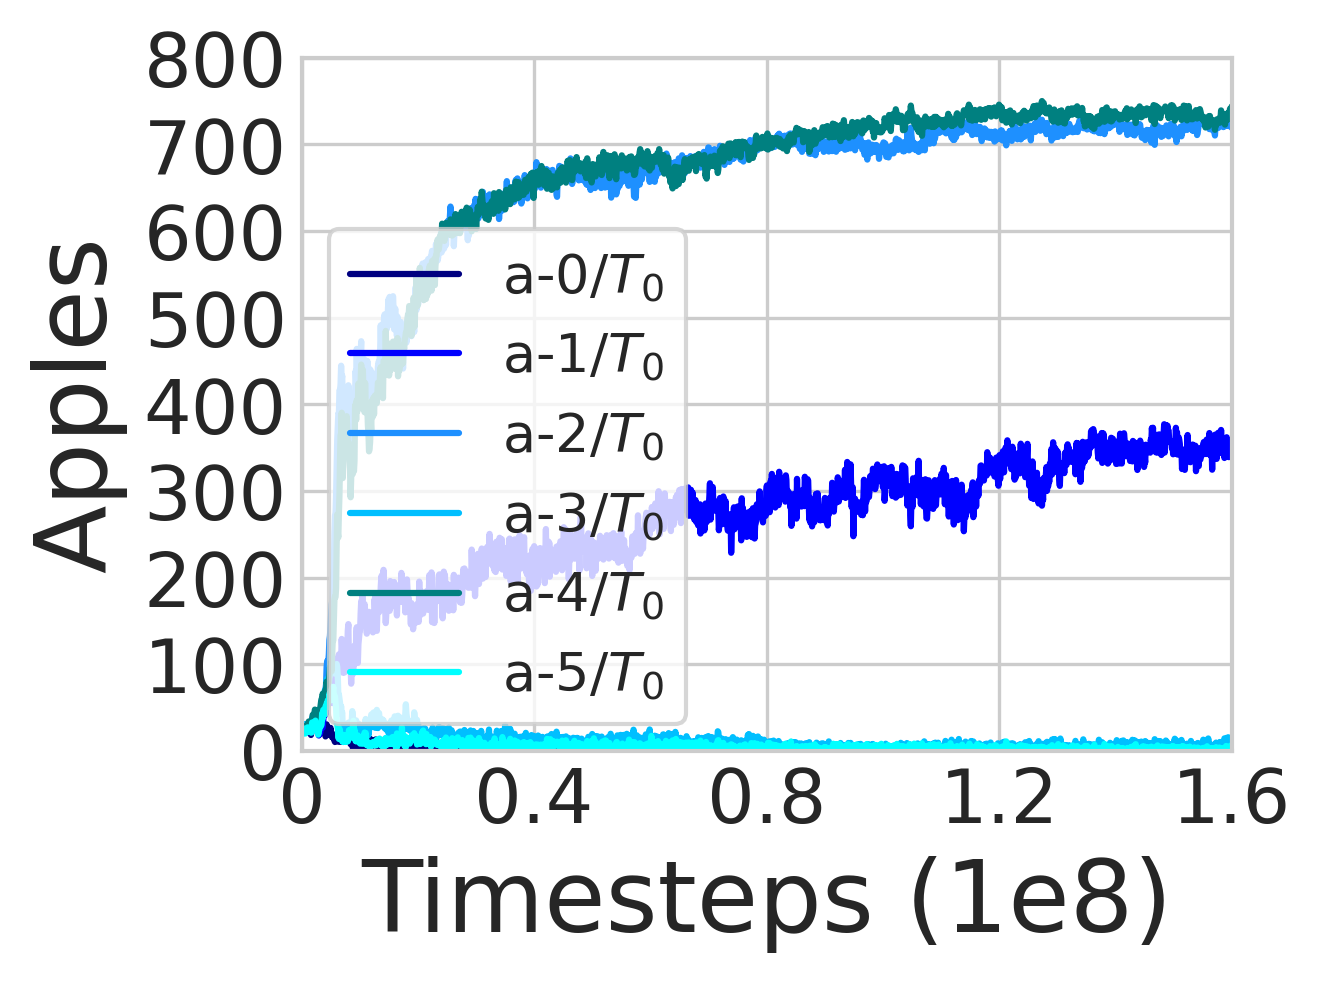 800
700
600
500
400
300
200
100
0
Apples
a-0/T₀
a-1/T₀
a-2/T₀
a-3/T₀
a-4/T₀
a-5/T₀
0 0.4 0.8 1.2 1.6
Timesteps (1e8)